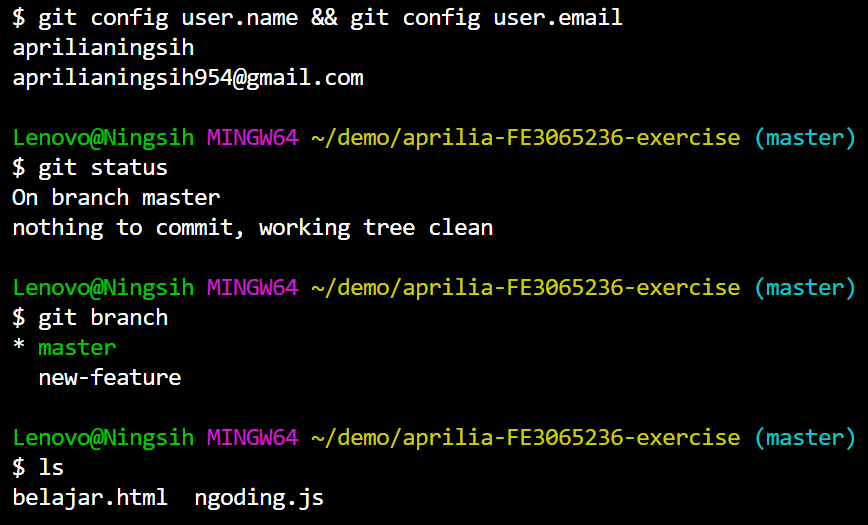 $ git config user.name && git config user.email
aprilianingsih
aprilianingsih954@gmail.com
Lenovo@Ningsih MINGW64 ~/demo/aprilia-FE3065236-exercise (master)
$ git status
On branch master
nothing to commit, working tree clean
Lenovo@Ningsih MINGW64 ~/demo/aprilia-FE3065236-exercise (master)
$ git branch
* master
  new-feature
Lenovo@Ningsih MINGW64 ~/demo/aprilia-FE3065236-exercise (master)
$ ls
belajar.html  ngoding.js